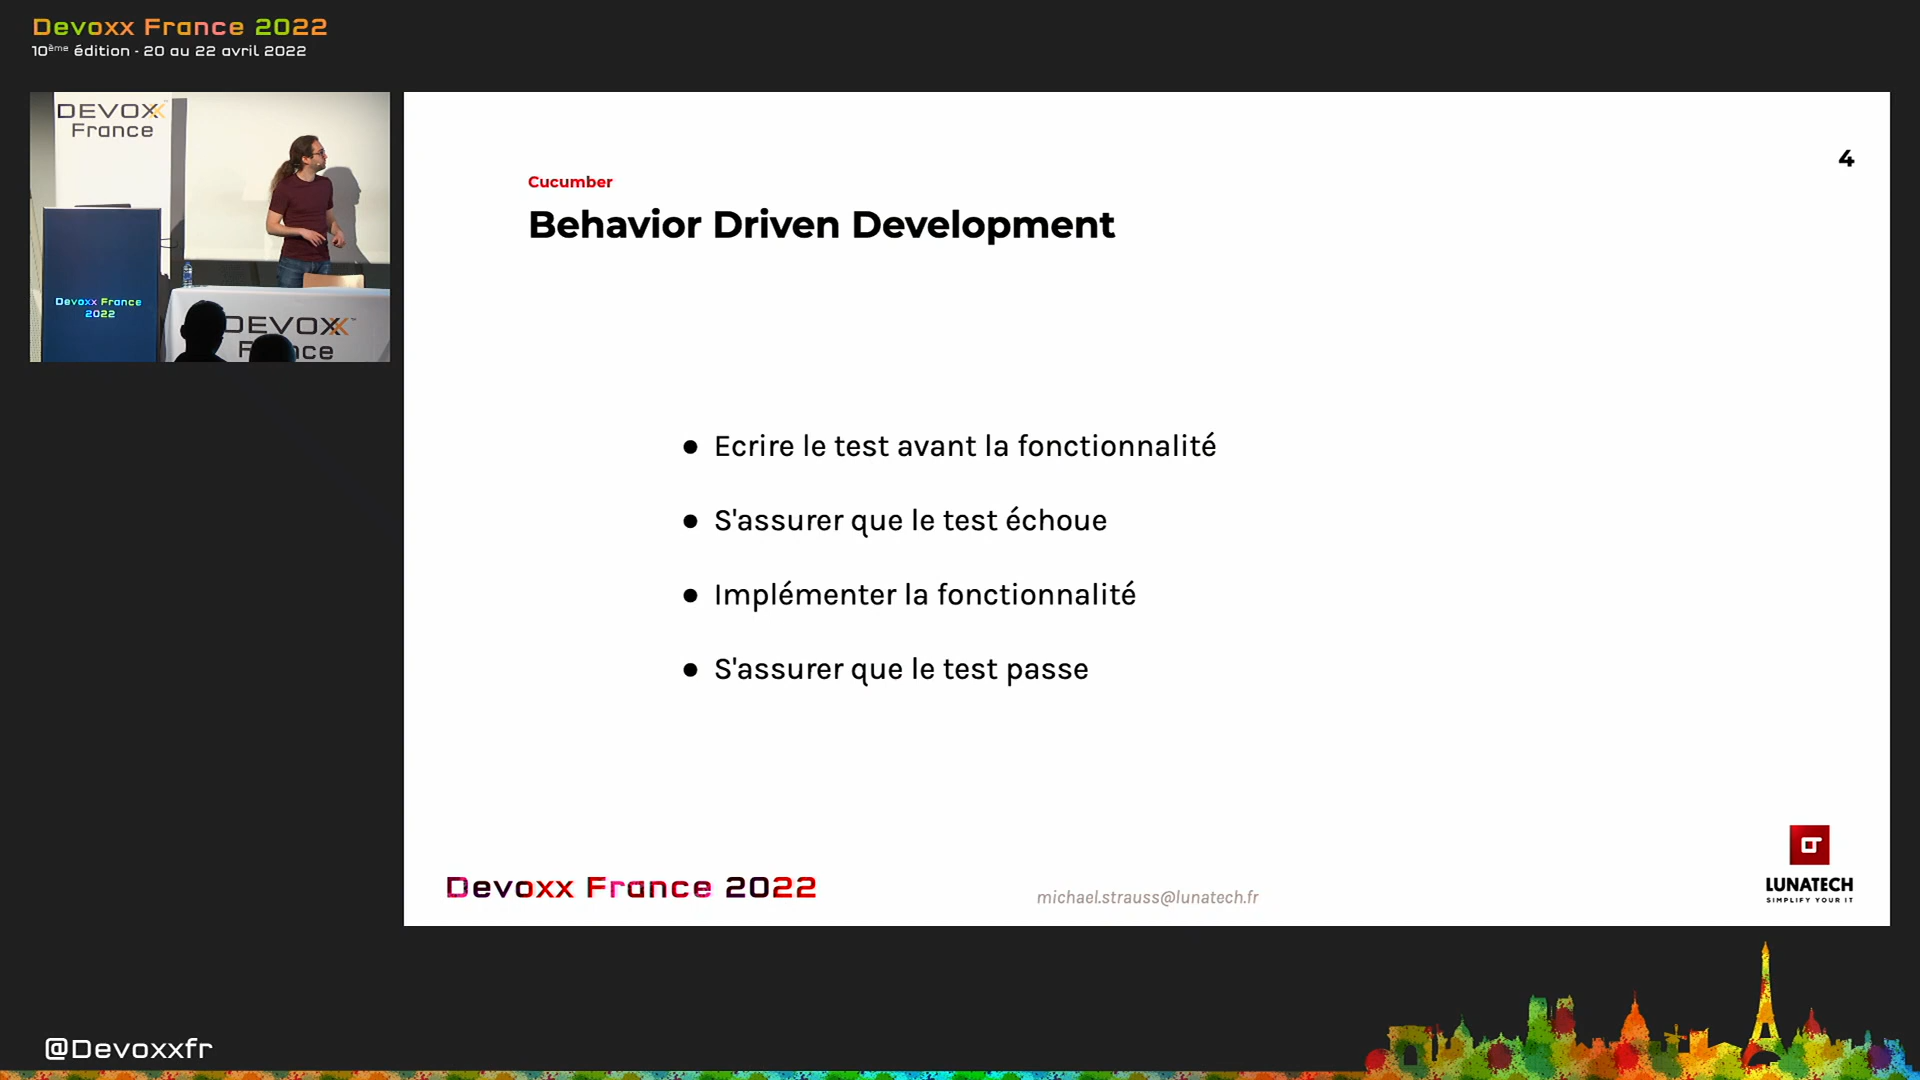 Devoxx France 2022
10ème édition - 20 au 22 avril 2022
DEVOXX
France
Devoxx France
2022
DEVOXX™
France
4
Cucumber
Behavior Driven Development
● Ecrire le test avant la fonctionnalité
● S'assurer que le test échoue
● Implémenter la fonctionnalité
● S'assurer que le test passe
Devoxx France 2022
michael.strauss@lunatech.fr
LUNATECH
SIMPLIFY YOUR IT
@Devoxxfr